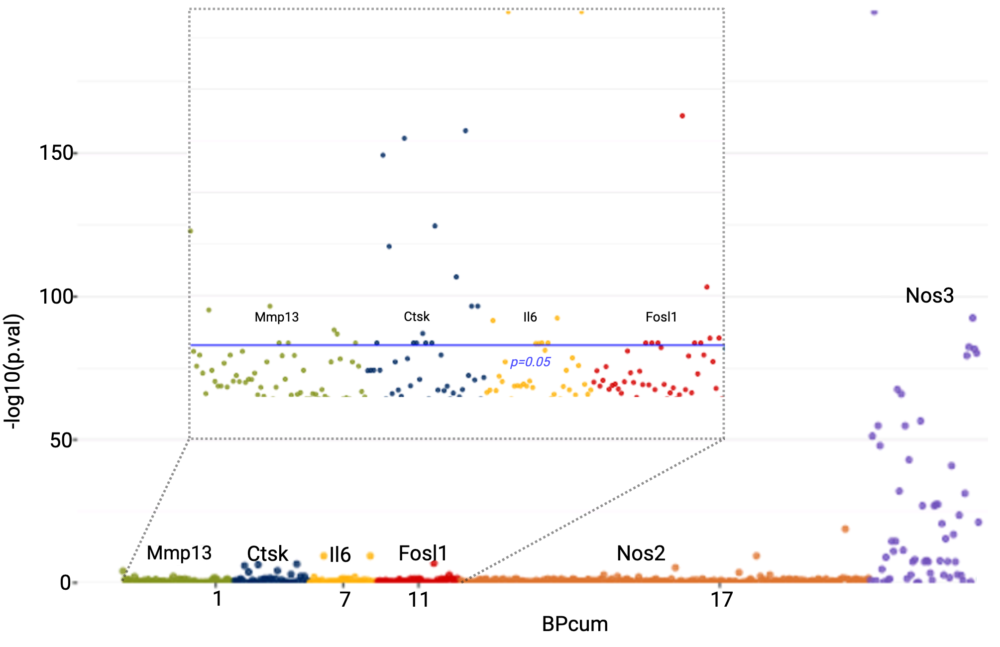 150
100
50
0
-log10(p.val)
Mmp13
Ctsk
Il6
Fosl1
p=0.05
Nos3
Mmp13
Ctsk
Il6
Fosl1
Nos2
1
7
11
17
BPcum